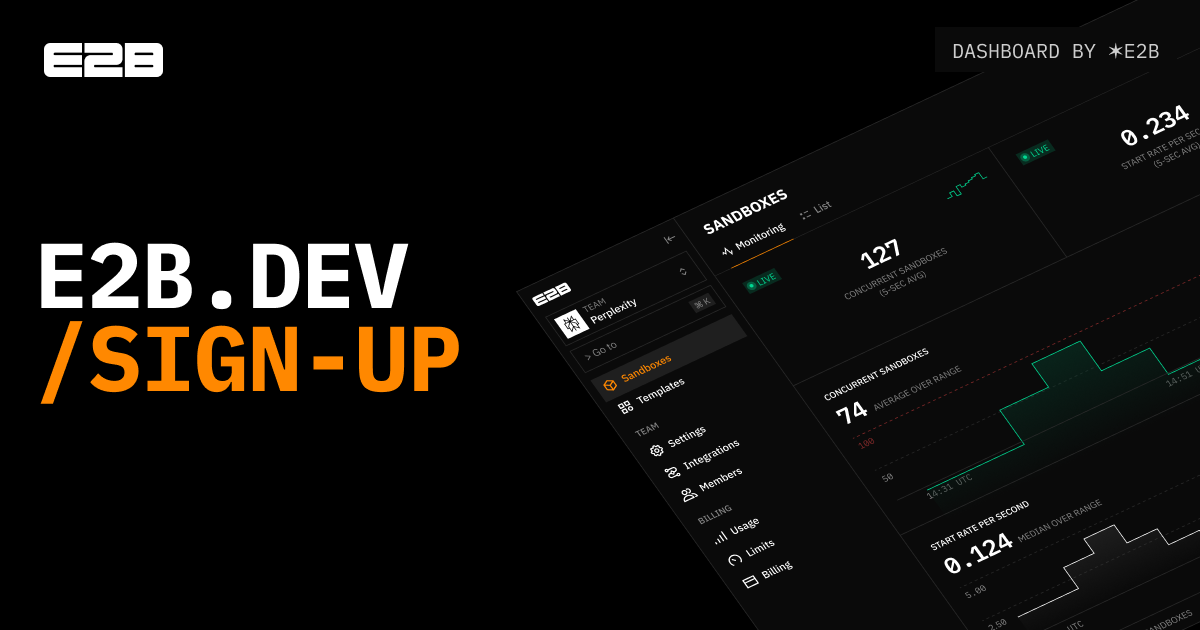 E2B
DASHBOARD BY ✶E2B
E2B.DEV
/SIGN-UP
E2B
TEAM
Perplexity
⌘ K
> Go to
Sandboxes
Templates
TEAM
Settings
Integrations
Members
BILLING
Usage
Limits
Billing
SANDBOXES
Monitoring
List
LIVE
127
CONCURRENT SANDBOXES
(5-SEC AVG)
LIVE
0.234
START RATE PER SEC
(5-SEC AVG)
CONCURRENT SANDBOXES
74 AVERAGE OVER RANGE
100
50
14:31 UTC
14:51 U
START RATE PER SECOND
0.124 MEDIAN OVER RANGE
5.00
2.50
UTC
ANDBOXES